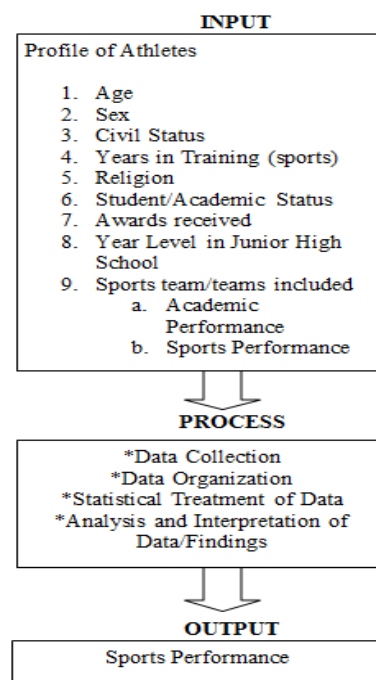 INPUT
Profile of Athletes
1. Age
2. Sex
3. Civil Status
4. Years in Training (sports)
5. Religion
6. Student/Academic Status
7. Awards received
8. Year Level in Junior High
School
9. Sports team/teams included
a. Academic
Performance
b. Sports Performance
PROCESS
*Data Collection
*Data Organization
*Statistical Treatment of Data
*Analysis and Interpretation of
Data/Findings
OUTPUT
Sports Performance